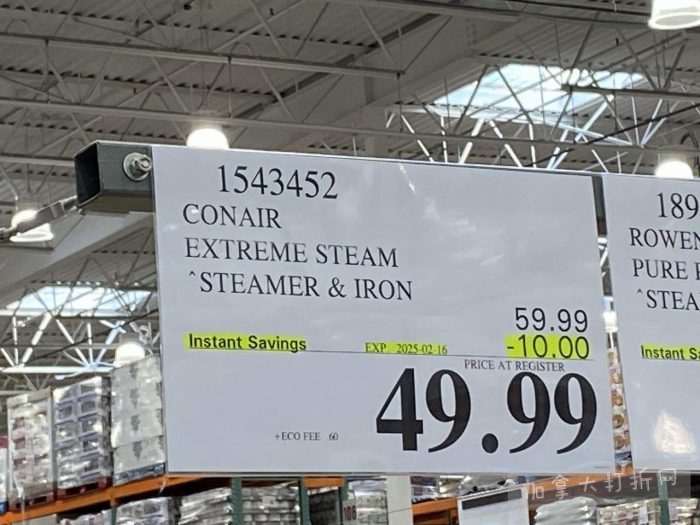 1543452
CONAIR
EXTREME STEAM
^STEAMER & IRON
59.99
Instant Savings EXP. 2025-02-16 -10.00
PRICE AT REGISTER
49.99
+ECO FEE .60
189
ROWEN
PURE
^STEA
Instant S
加拿大打折网